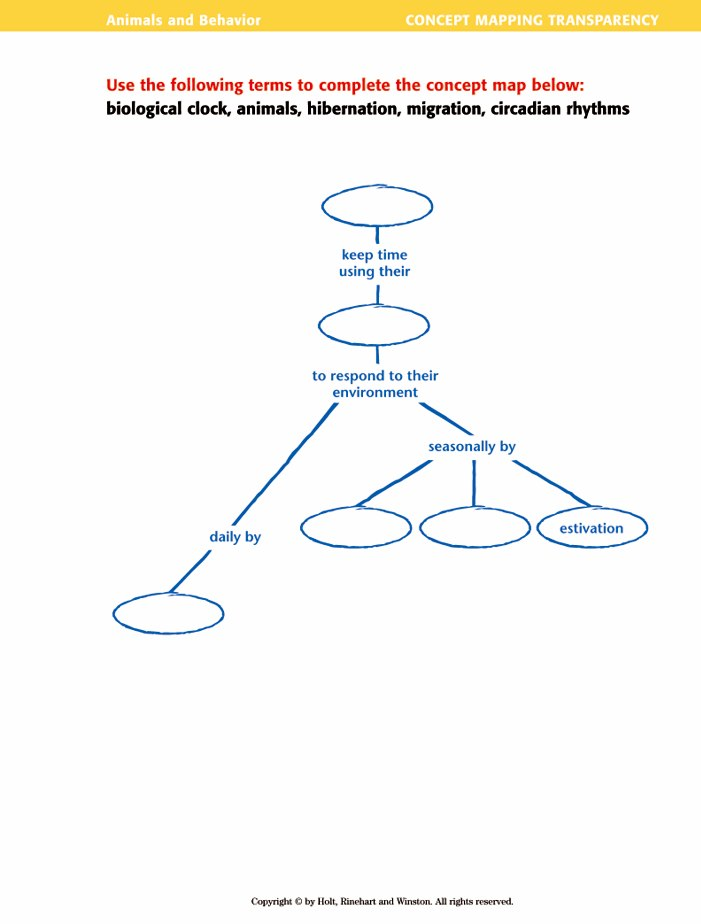 Animals and Behavior
CONCEPT MAPPING TRANSPARENCY
Use the following terms to complete the concept map below:
biological clock, animals, hibernation, migration, circadian rhythms
keep time
using their
to respond to their
environment
seasonally by
estivation
daily by
Copyright © by Holt, Rinehart and Winston. All rights reserved.